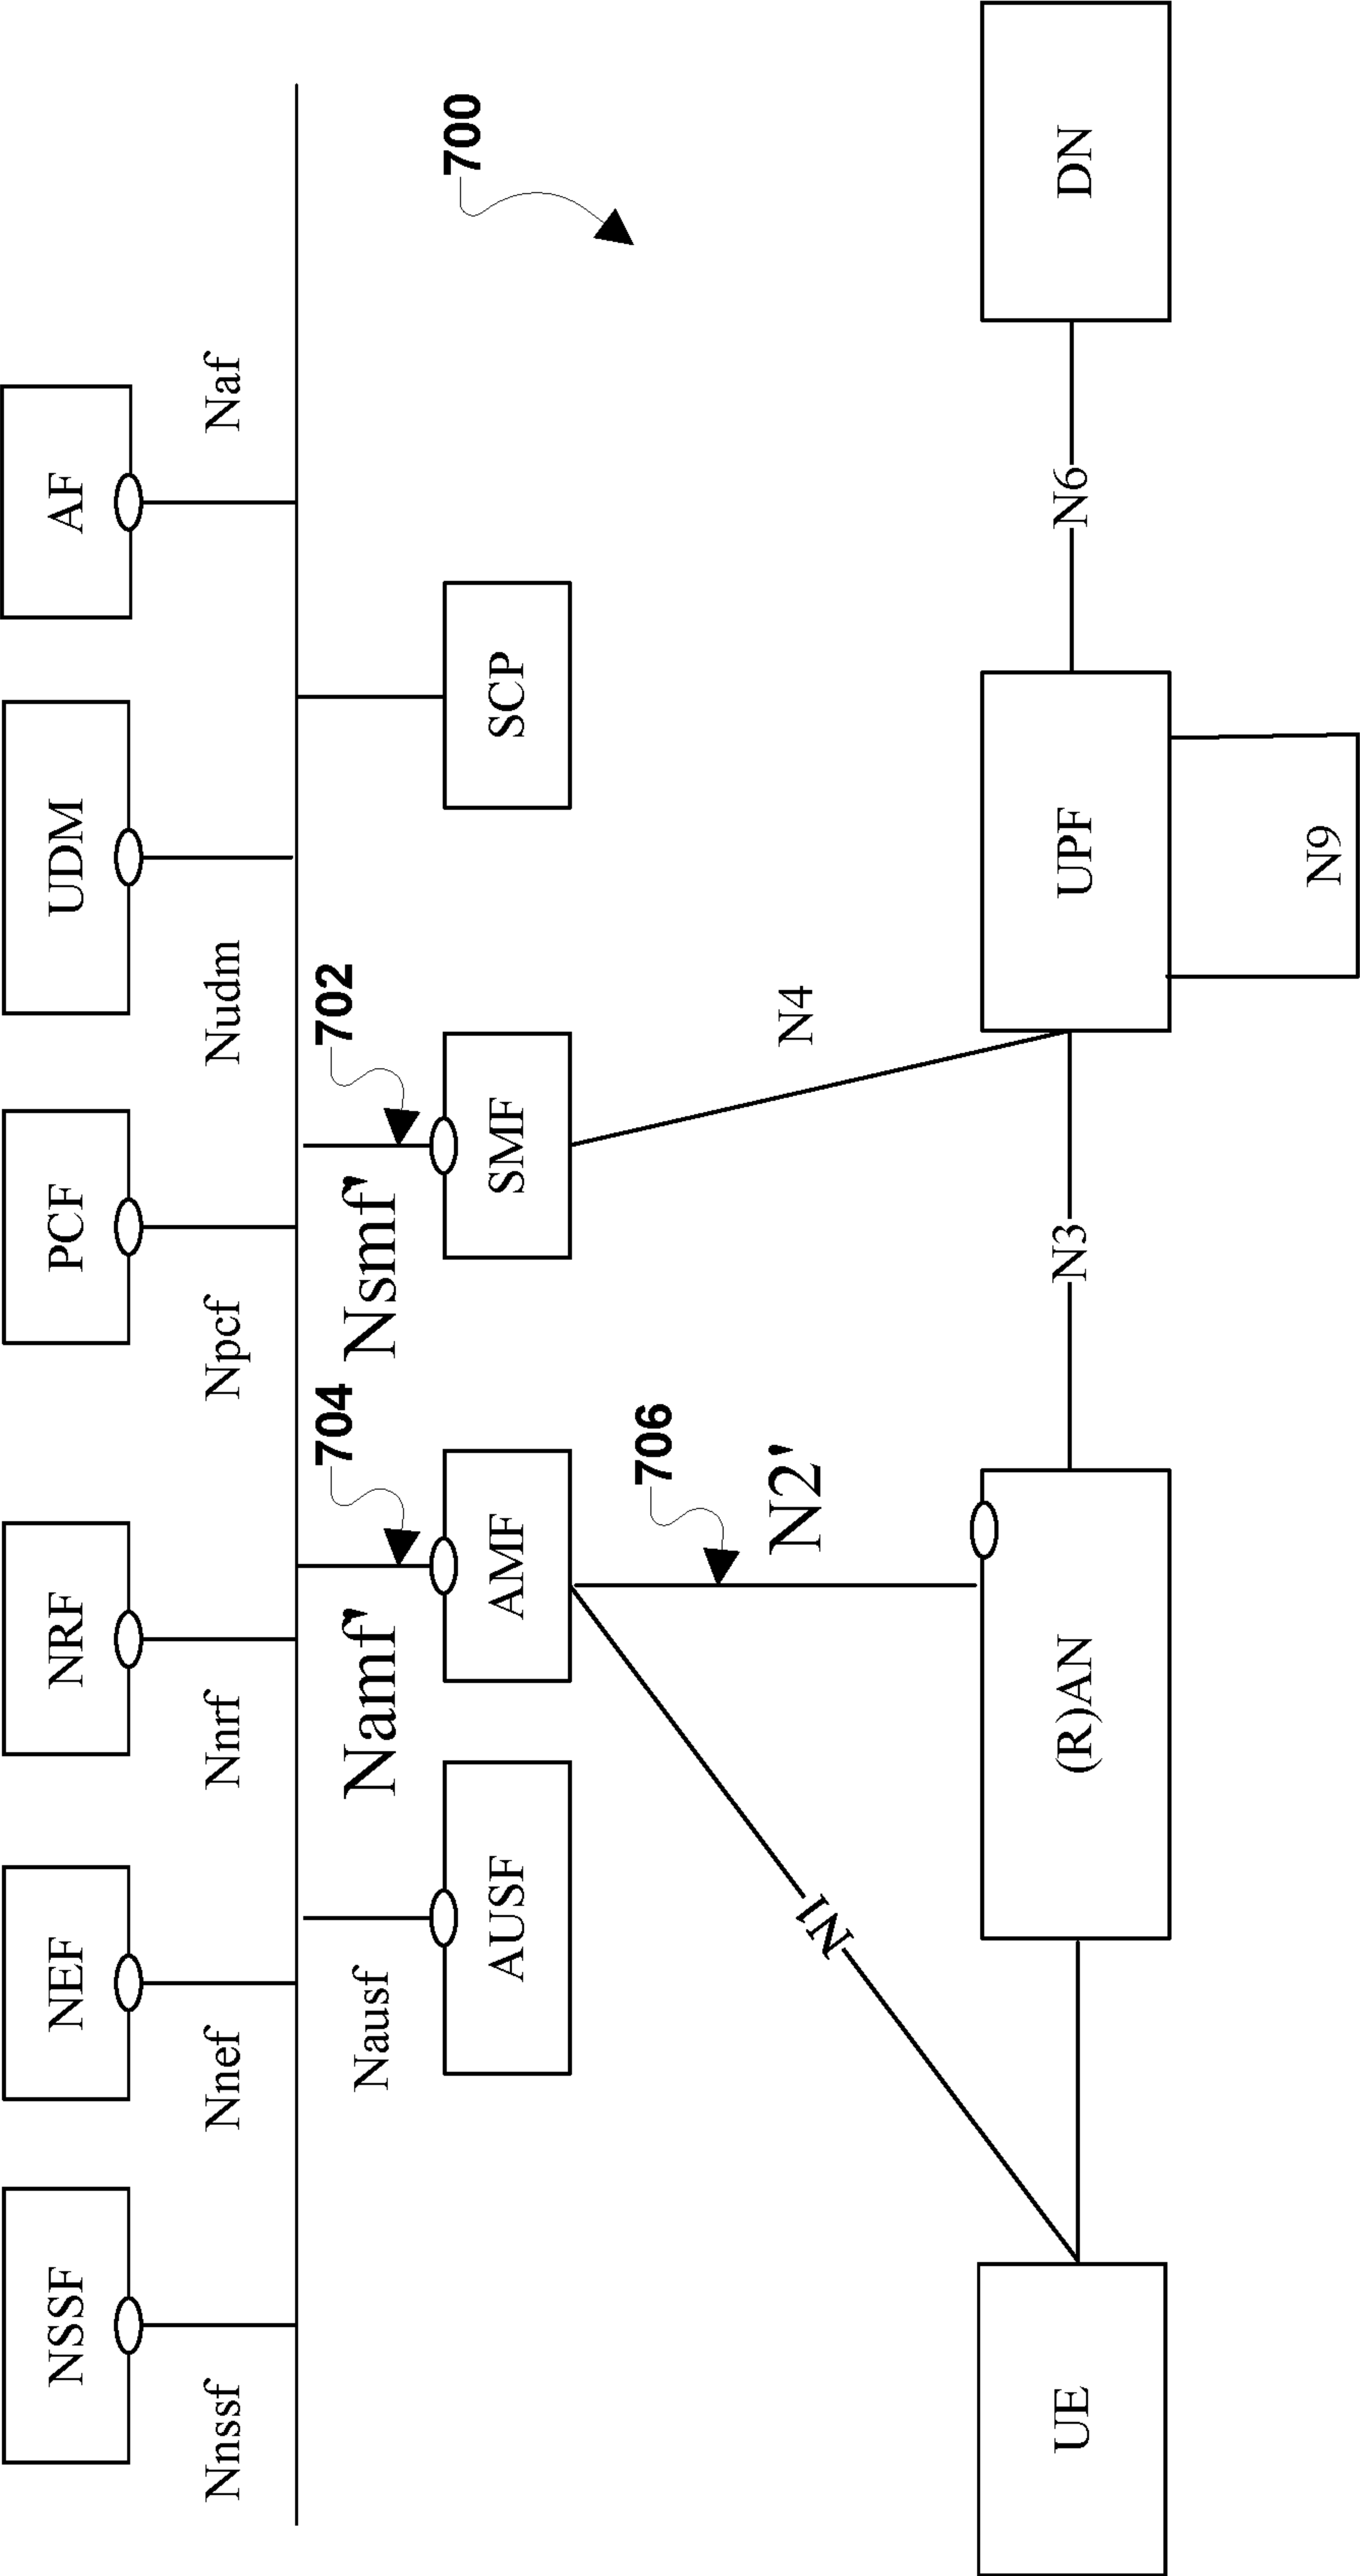 NSSF
NEF
NRF
PCF
UDM
AF
Nnssf
Nnef
Nnrf
Npcf
Nudm
Naf
704
702
Nausf
Namf'
Nsmf'
700
AUSF
AMF
SMF
SCP
706
N1
N2'
N4
UE
(R)AN
N3
UPF
N6
DN
N9